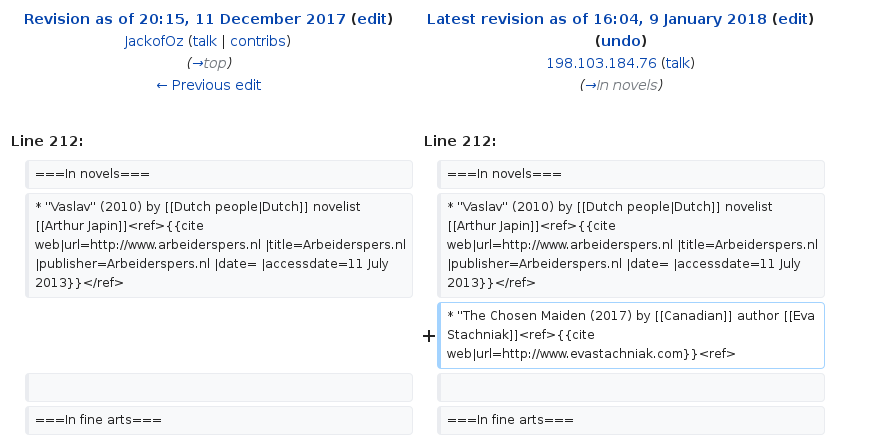 Revision as of 20:15, 11 December 2017 (edit)
JackofOz (talk | contribs)
(→top)
← Previous edit
Latest revision as of 16:04, 9 January 2018 (edit)
(undo)
198.103.184.76 (talk)
(→In novels)
Line 212:
Line 212:
===In novels===
===In novels===
* ''Vaslav'' (2010) by [[Dutch people|Dutch]] novelist
[[Arthur Japin]]<ref>{{cite
web|url=http://www.arbeiderspers.nl |title=Arbeiderspers.nl
|publisher=Arbeiderspers.nl |date= |accessdate=11 July
2013}}</ref>
* ''Vaslav'' (2010) by [[Dutch people|Dutch]] novelist
[[Arthur Japin]]<ref>{{cite
web|url=http://www.arbeiderspers.nl |title=Arbeiderspers.nl
|publisher=Arbeiderspers.nl |date= |accessdate=11 July
2013}}</ref>
+
* ''The Chosen Maiden (2017) by [[Canadian]] author [[Eva
Stachniak]]<ref>{{cite
web|url=http://www.evastachniak.com}}<ref>
===In fine arts===
===In fine arts===